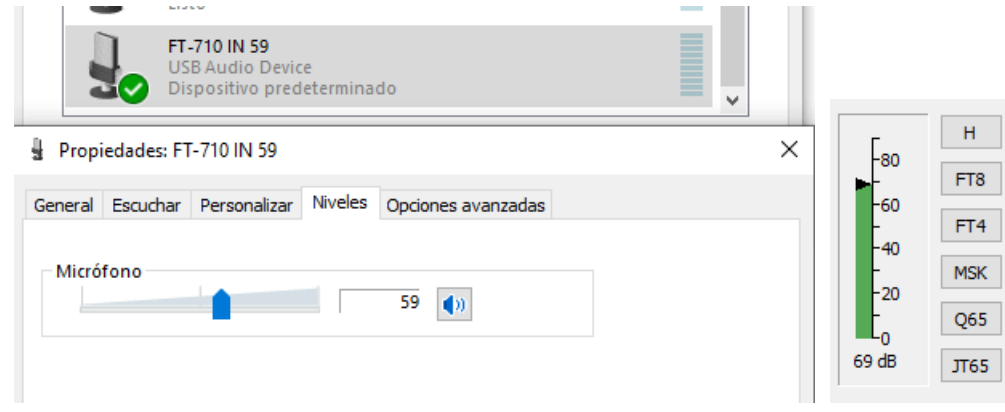 Listo
FT-710 IN 59
USB Audio Device
Dispositivo predeterminado
Propiedades: FT-710 IN 59
General Escuchar Personalizar Niveles Opciones avanzadas
Micrófono
59
80
60
40
20
0
69 dB
H
FT8
FT4
MSK
Q65
JT65